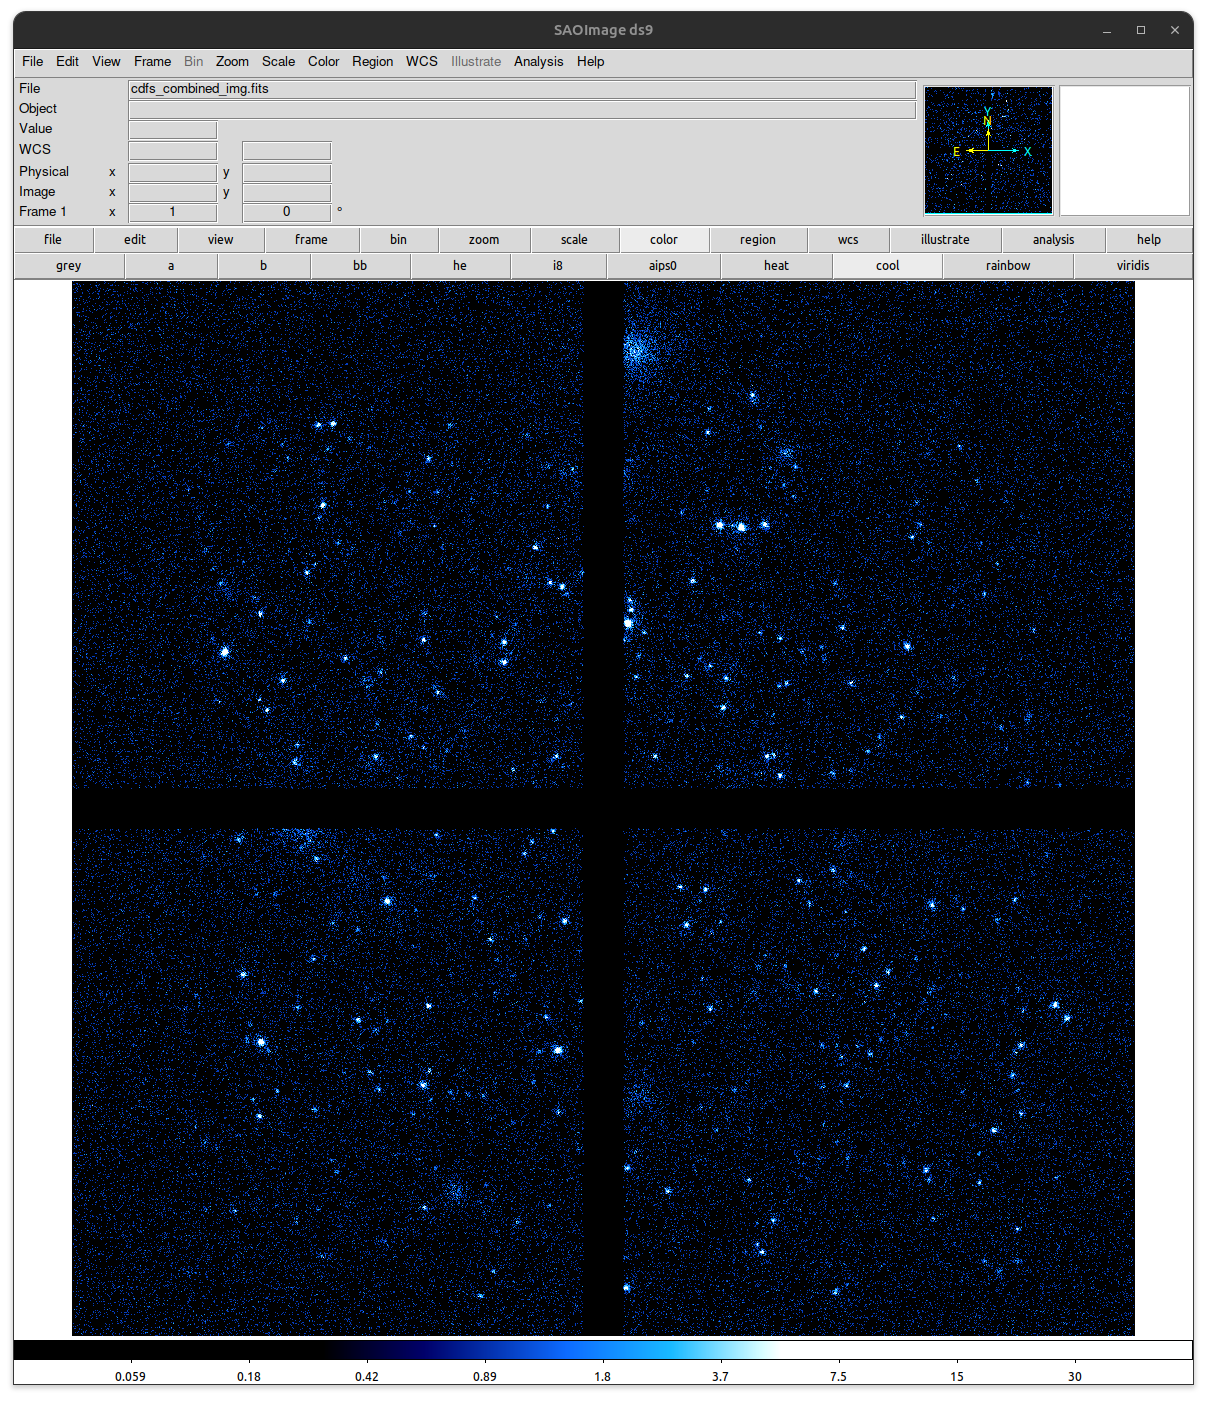 SAOImage ds9
File Edit View Frame Bin Zoom Scale Color Region WCS Illustrate Analysis Help
File cdfs_combined_img.fits
Object
Value
WCS
Physical x y
Image x y
Frame 1 x 1 0 °
Y
N
E X
file edit view frame bin zoom scale color region wcs illustrate analysis help
grey a b bb he i8 aips0 heat cool rainbow viridis
0.059 0.18 0.42 0.89 1.8 3.7 7.5 15 30